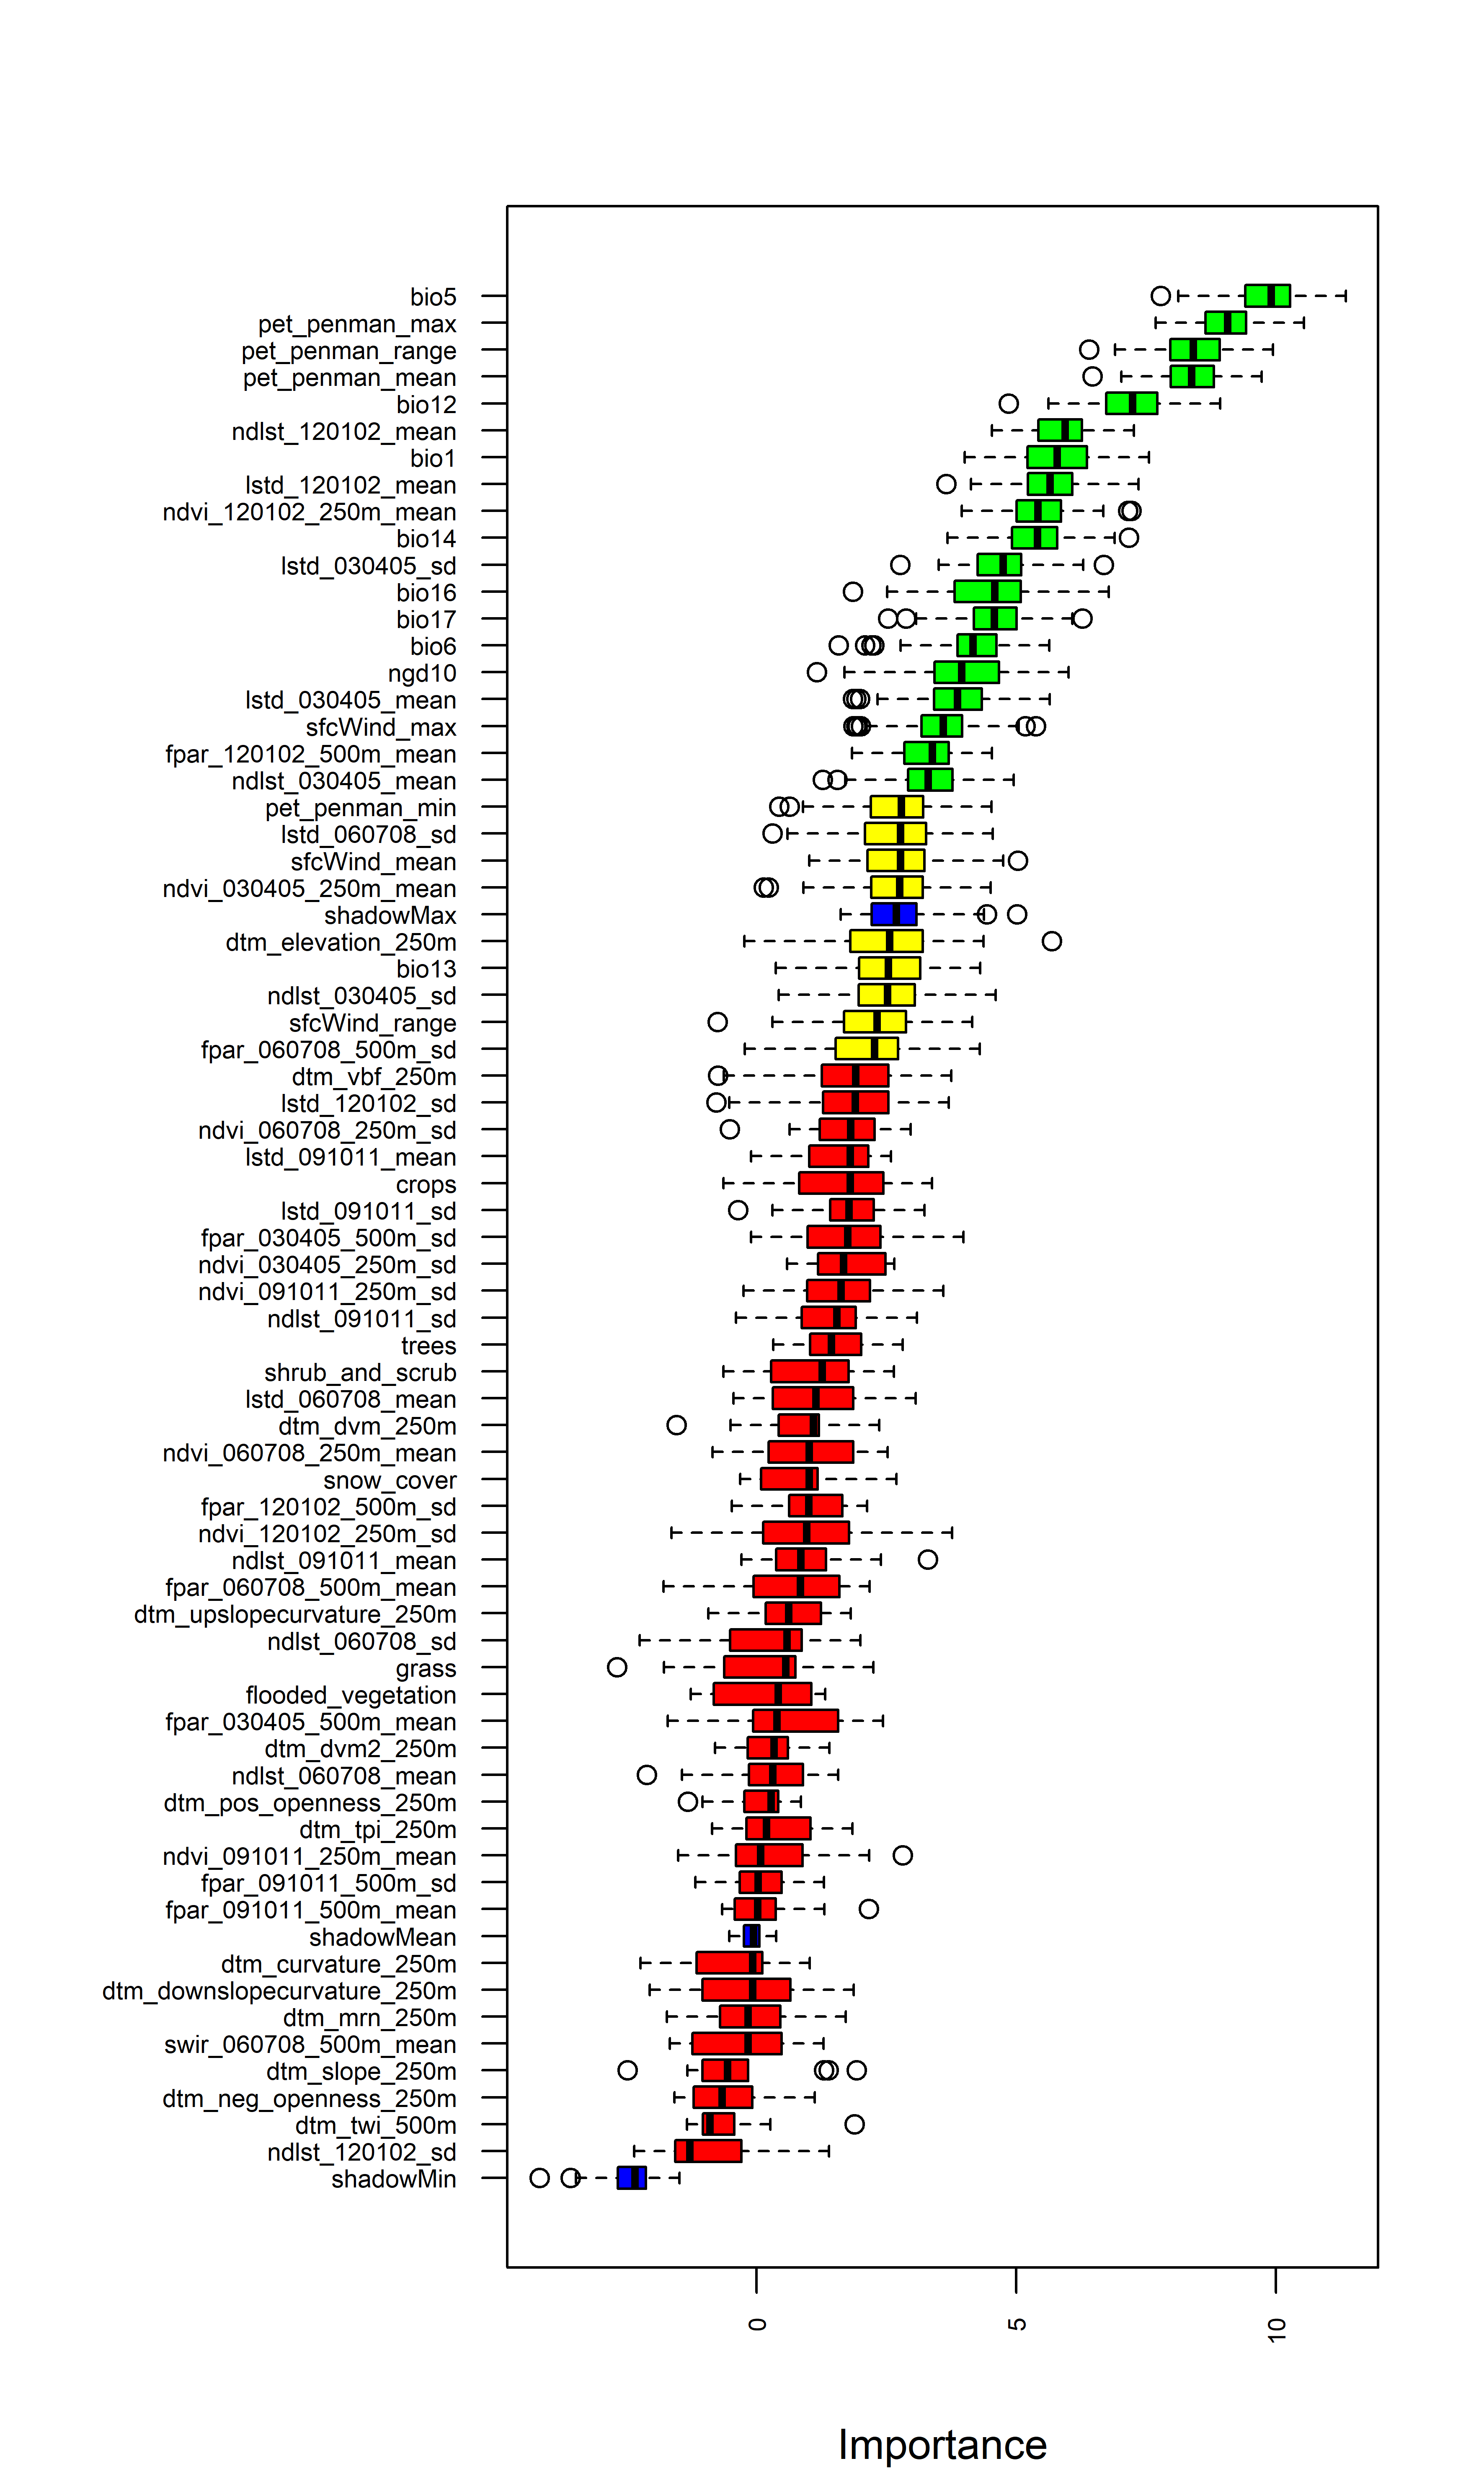 bio5
pet_penman_max
pet_penman_range
pet_penman_mean
bio12
ndlst_120102_mean
bio1
lstd_120102_mean
ndvi_120102_250m_mean
bio14
lstd_030405_sd
bio16
bio17
bio6
ngd10
lstd_030405_mean
sfcWind_max
fpar_120102_500m_mean
ndlst_030405_mean
pet_penman_min
lstd_060708_sd
sfcWind_mean
ndvi_030405_250m_mean
shadowMax
dtm_elevation_250m
bio13
ndlst_030405_sd
sfcWind_range
fpar_060708_500m_sd
dtm_vbf_250m
lstd_120102_sd
ndvi_060708_250m_sd
lstd_091011_mean
crops
lstd_091011_sd
fpar_030405_500m_sd
ndvi_030405_250m_sd
ndvi_091011_250m_sd
ndlst_091011_sd
trees
shrub_and_scrub
lstd_060708_mean
dtm_dvm_250m
ndvi_060708_250m_mean
snow_cover
fpar_120102_500m_sd
ndvi_120102_250m_sd
ndlst_091011_mean
fpar_060708_500m_mean
dtm_upslopecurvature_250m
ndlst_060708_sd
grass
flooded_vegetation
fpar_030405_500m_mean
dtm_dvm2_250m
ndlst_060708_mean
dtm_pos_openness_250m
dtm_tpi_250m
ndvi_091011_250m_mean
fpar_091011_500m_sd
fpar_091011_500m_mean
shadowMean
dtm_curvature_250m
dtm_downslopecurvature_250m
dtm_mrn_250m
swir_060708_500m_mean
dtm_slope_250m
dtm_neg_openness_250m
dtm_twi_500m
ndlst_120102_sd
shadowMin
0 5 10
Importance